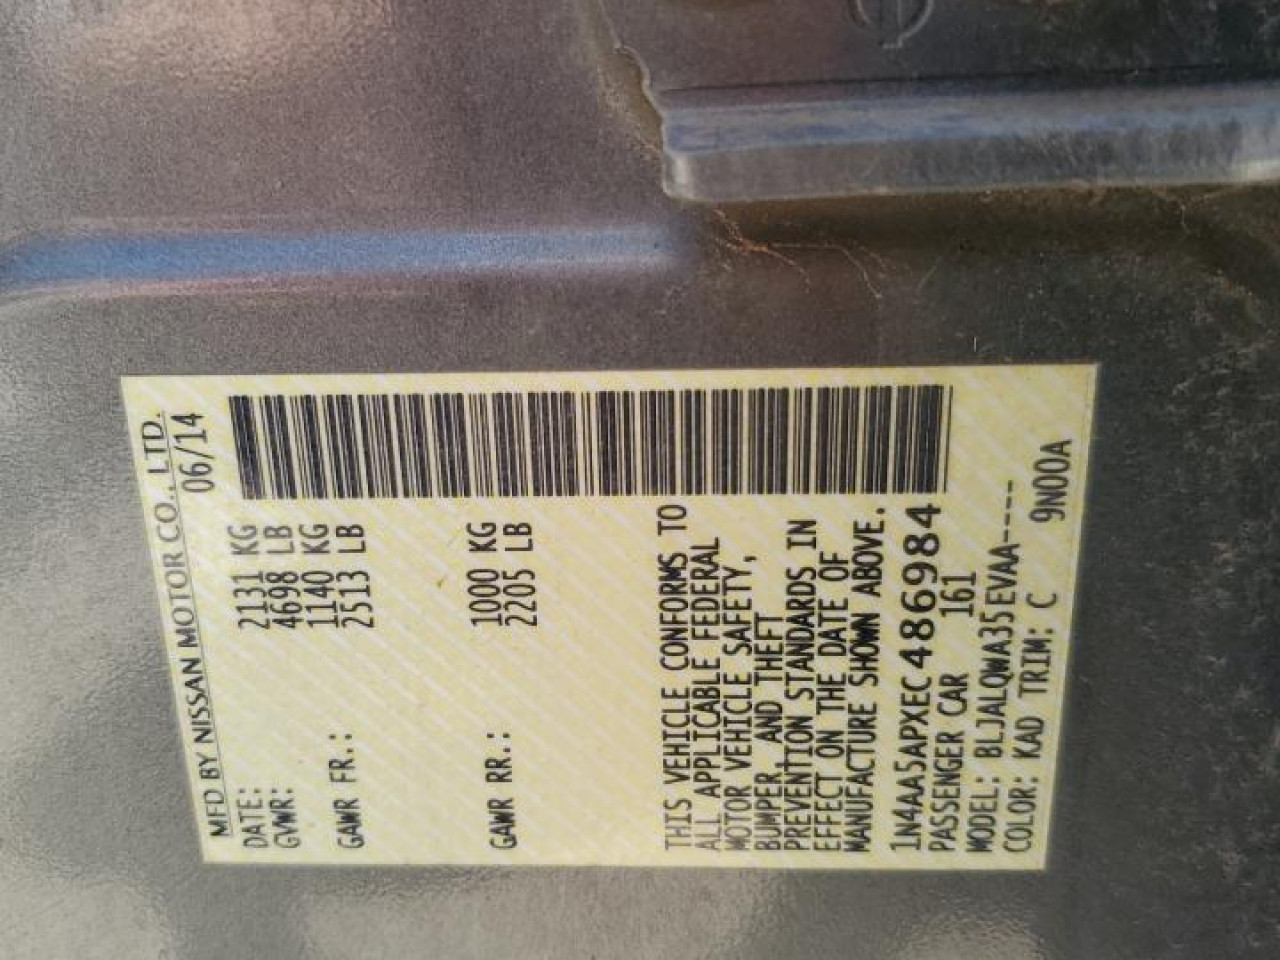 MFD BY NISSAN MOTOR CO., LTD.
DATE: 06/14
GVWR: 2131 KG
4698 LB
GAWR FR.: 1140 KG
2513 LB
GAWR RR.: 1000 KG
2205 LB
THIS VEHICLE CONFORMS TO
ALL APPLICABLE FEDERAL
MOTOR VEHICLE SAFETY,
BUMPER, AND THEFT
PREVENTION STANDARDS IN
EFFECT ON THE DATE OF
MANUFACTURE SHOWN ABOVE.
1N4AA5APXEC486984
PASSENGER CAR 161
MODEL: BLJALQWA35EVAA----
COLOR: KAD TRIM: C 9N00A